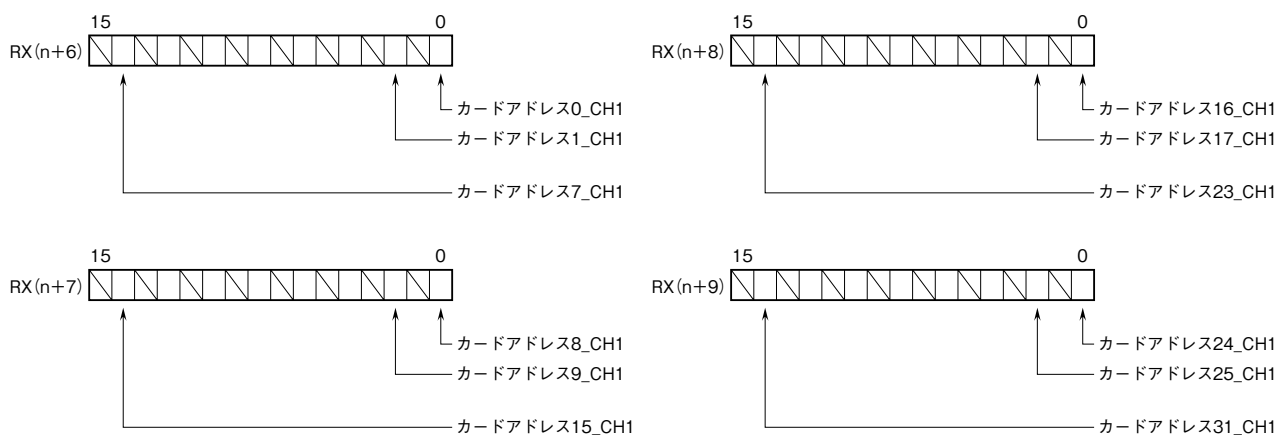 15 0
RX(n+6)
カードアドレス0_CH1
カードアドレス1_CH1
カードアドレス7_CH1
15 0
RX(n+8)
カードアドレス16_CH1
カードアドレス17_CH1
カードアドレス23_CH1
15 0
RX(n+7)
カードアドレス8_CH1
カードアドレス9_CH1
カードアドレス15_CH1
15 0
RX(n+9)
カードアドレス24_CH1
カードアドレス25_CH1
カードアドレス31_CH1